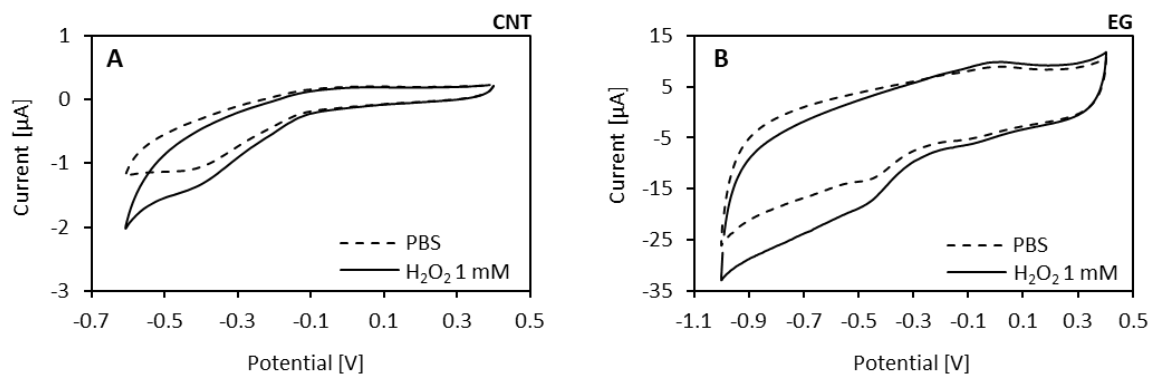 CNT
A
1
0
-1
-2
-3
Current [µA]
PBS
H₂O₂ 1 mM
-0.7 -0.5 -0.3 -0.1 0.1 0.3 0.5
Potential [V]
EG
B
15
5
-5
-15
-25
-35
Current [µA]
PBS
H₂O₂ 1 mM
-1.1 -0.9 -0.7 -0.5 -0.3 -0.1 0.1 0.3 0.5
Potential [V]